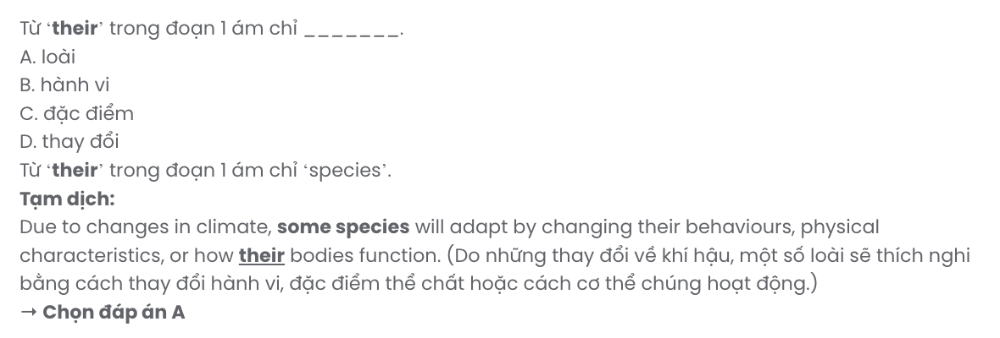 Từ ‘their’ trong đoạn 1 ám chỉ _______.
A. loài
B. hành vi
C. đặc điểm
D. thay đổi
Từ ‘their’ trong đoạn 1 ám chỉ ‘species’.
Tạm dịch:
Due to changes in climate, some species will adapt by changing their behaviours, physical
characteristics, or how their bodies function. (Do những thay đổi về khí hậu, một số loài sẽ thích nghi
bằng cách thay đổi hành vi, đặc điểm thể chất hoặc cách cơ thể chúng hoạt động.)
→ Chọn đáp án A